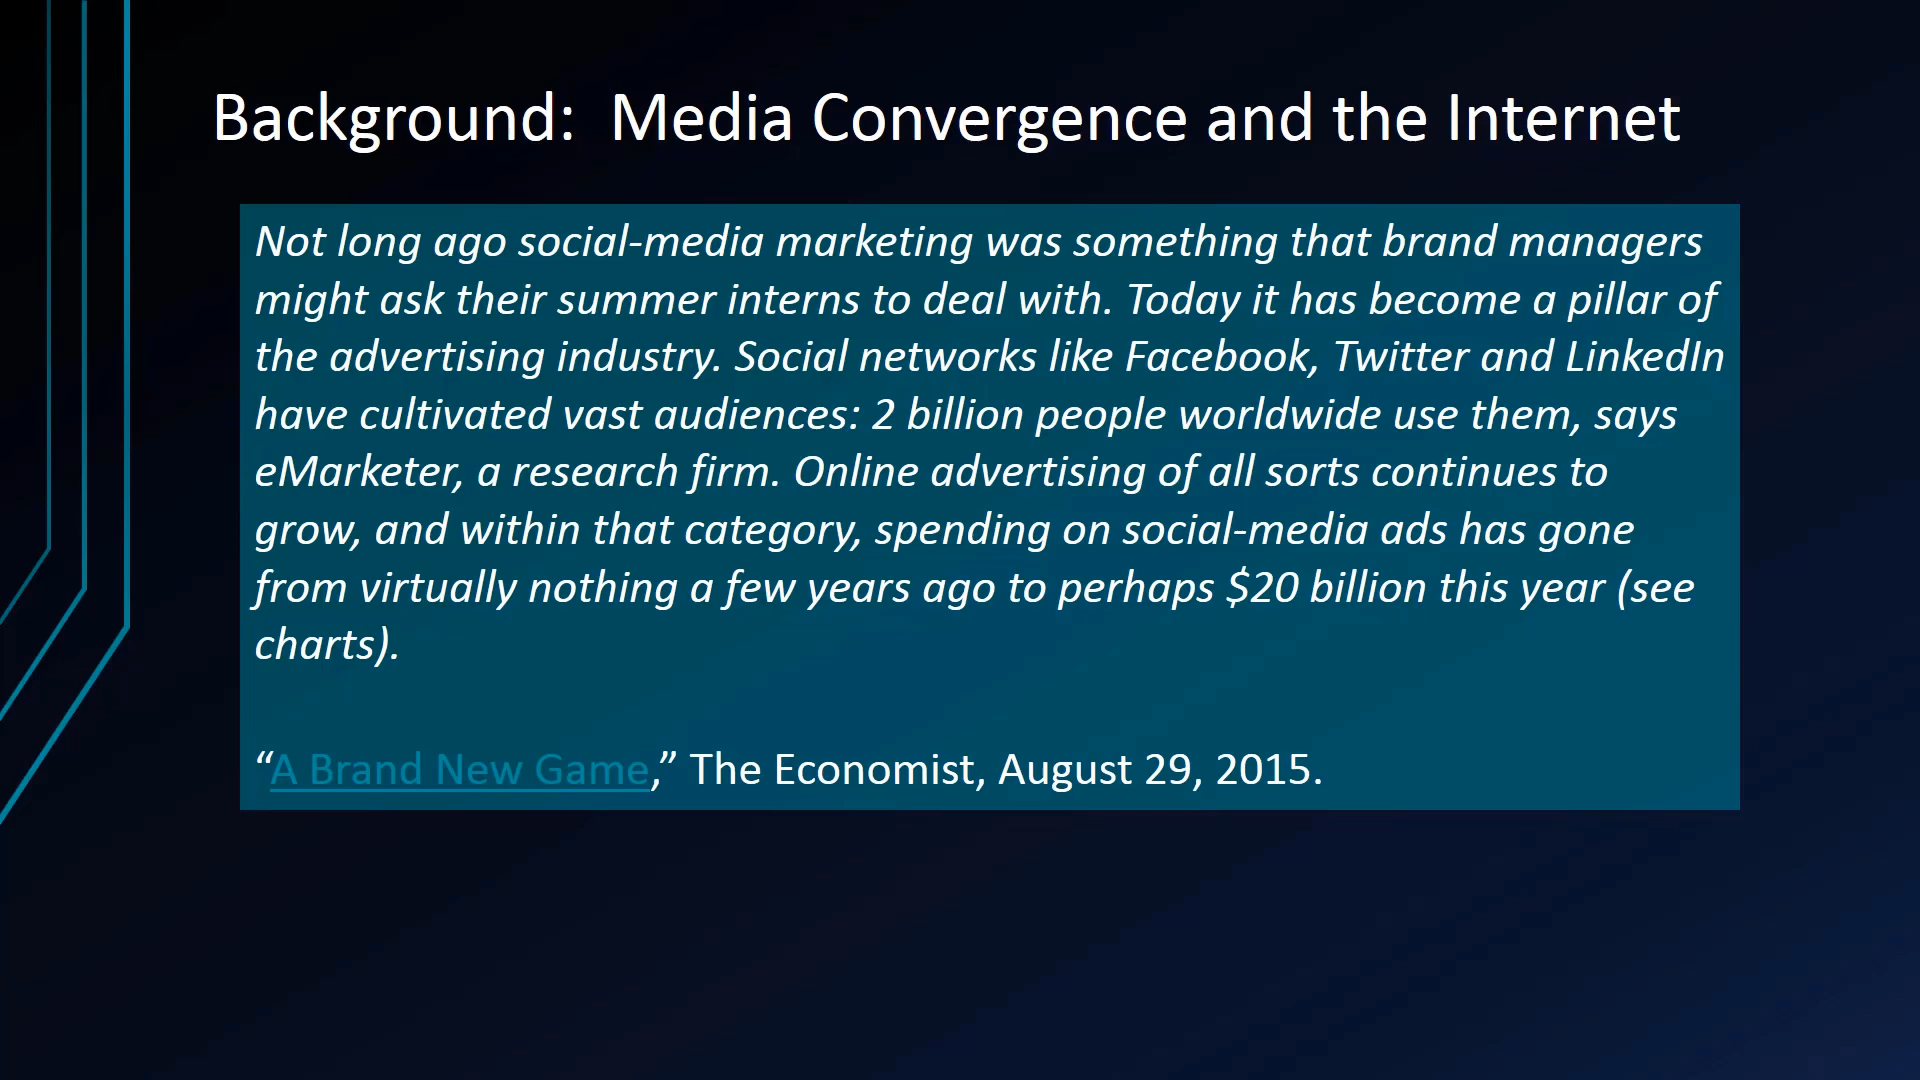 Background:  Media Convergence and the Internet
Not long ago social-media marketing was something that brand managers
might ask their summer interns to deal with. Today it has become a pillar of
the advertising industry. Social networks like Facebook, Twitter and LinkedIn
have cultivated vast audiences: 2 billion people worldwide use them, says
eMarketer, a research firm. Online advertising of all sorts continues to
grow, and within that category, spending on social-media ads has gone
from virtually nothing a few years ago to perhaps $20 billion this year (see
charts).
“A Brand New Game,” The Economist, August 29, 2015.